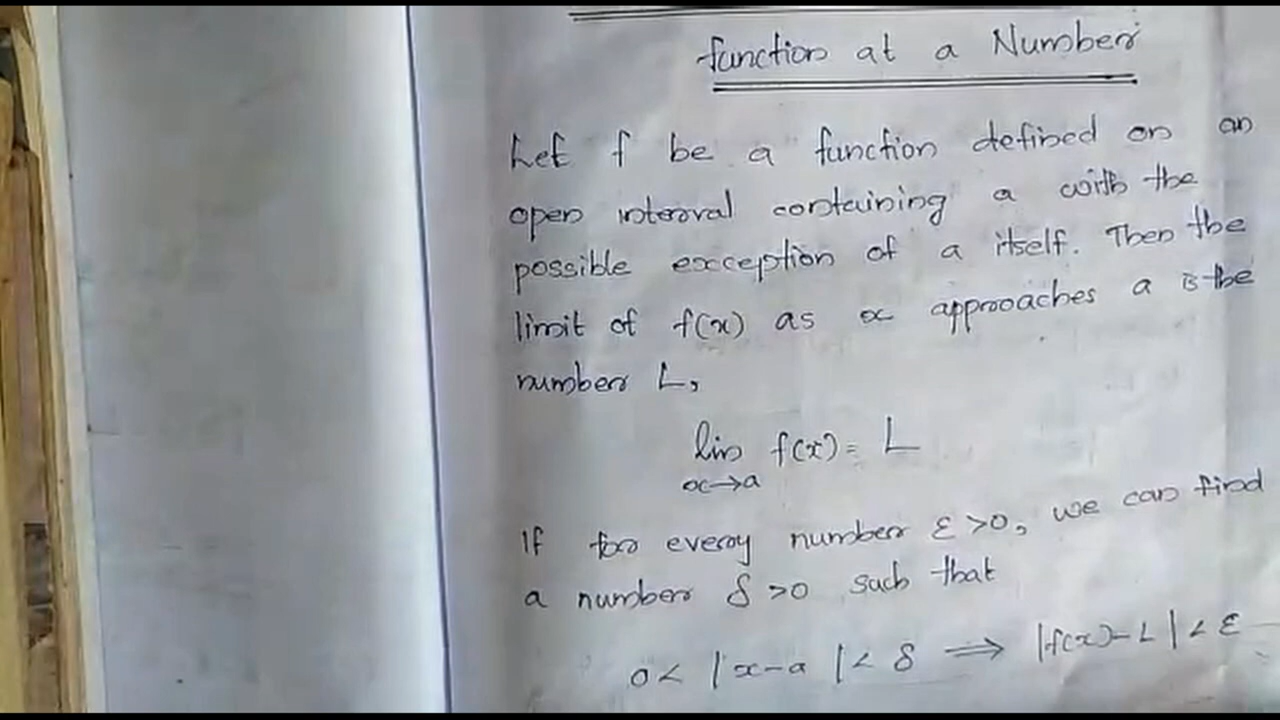 function at a Number
Let f be a function defined on an
open interval containing a with the
possible exception of a itself. Then the
limit of f(x) as x approaches a is the
number L,
lim f(x) = L
x→a
If for every number ε >0, we can find
a number δ >0 such that
0< |x-a |< δ ⟹ |f(x)-L|< ε